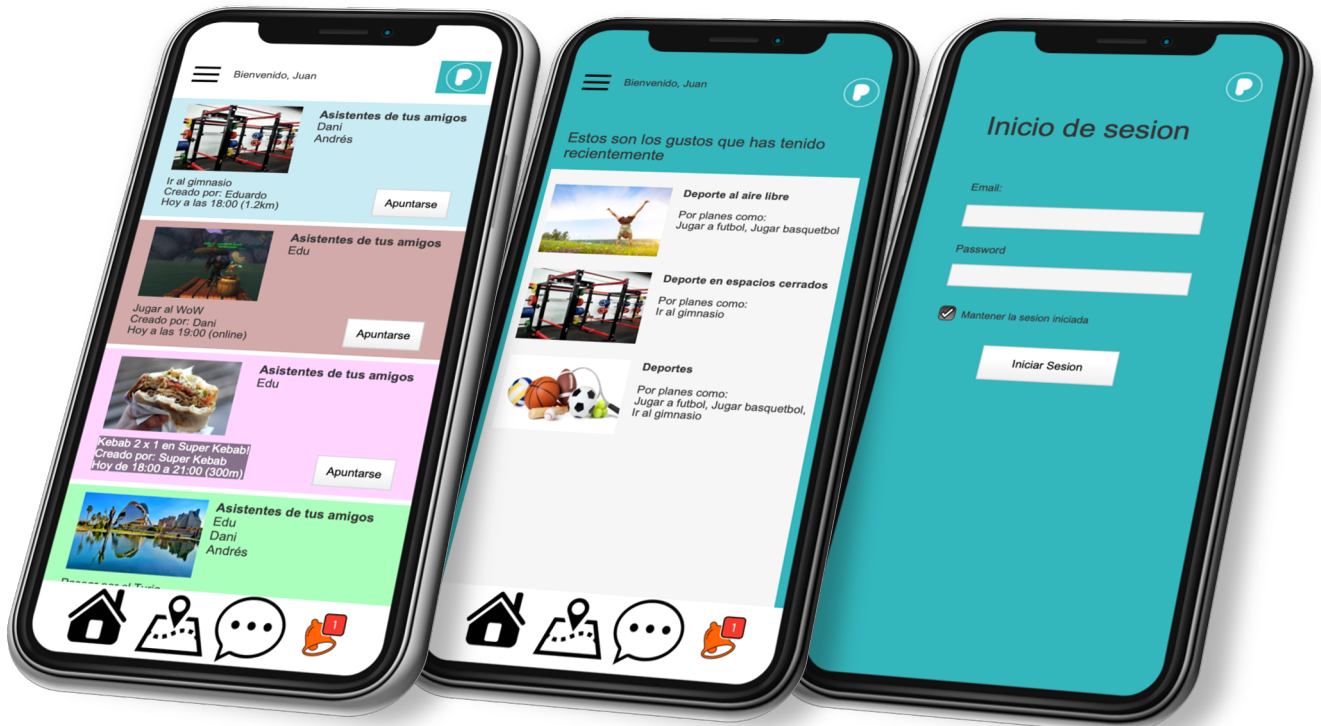 Bienvenido, Juan
P
Asistentes de tus amigos
Dani
Andrés
Ir al gimnasio
Creado por: Eduardo
Hoy a las 18:00 (1.2km)
Apuntarse
Asistentes de tus amigos
Edu
Jugar al WoW
Creado por: Dani
Hoy a las 19:00 (online)
Apuntarse
Asistentes de tus amigos
Edu
Kebab 2 x 1 en Super Kebab!
Creado por: Super Kebab
Hoy de 18:00 a 21:00 (300m)
Apuntarse
Asistentes de tus amigos
Edu
Dani
Andrés
Pasear por el Turia
1
Bienvenido, Juan
P
Estos son los gustos que has tenido
recientemente
Deporte al aire libre
Por planes como:
Jugar a futbol, Jugar basquetbol
Deporte en espacios cerrados
Por planes como:
Ir al gimnasio
Deportes
Por planes como:
Jugar a futbol, Jugar basquetbol,
Ir al gimnasio
1
P
Inicio de sesion
Email:
Password
Mantener la sesion iniciada
Iniciar Sesion